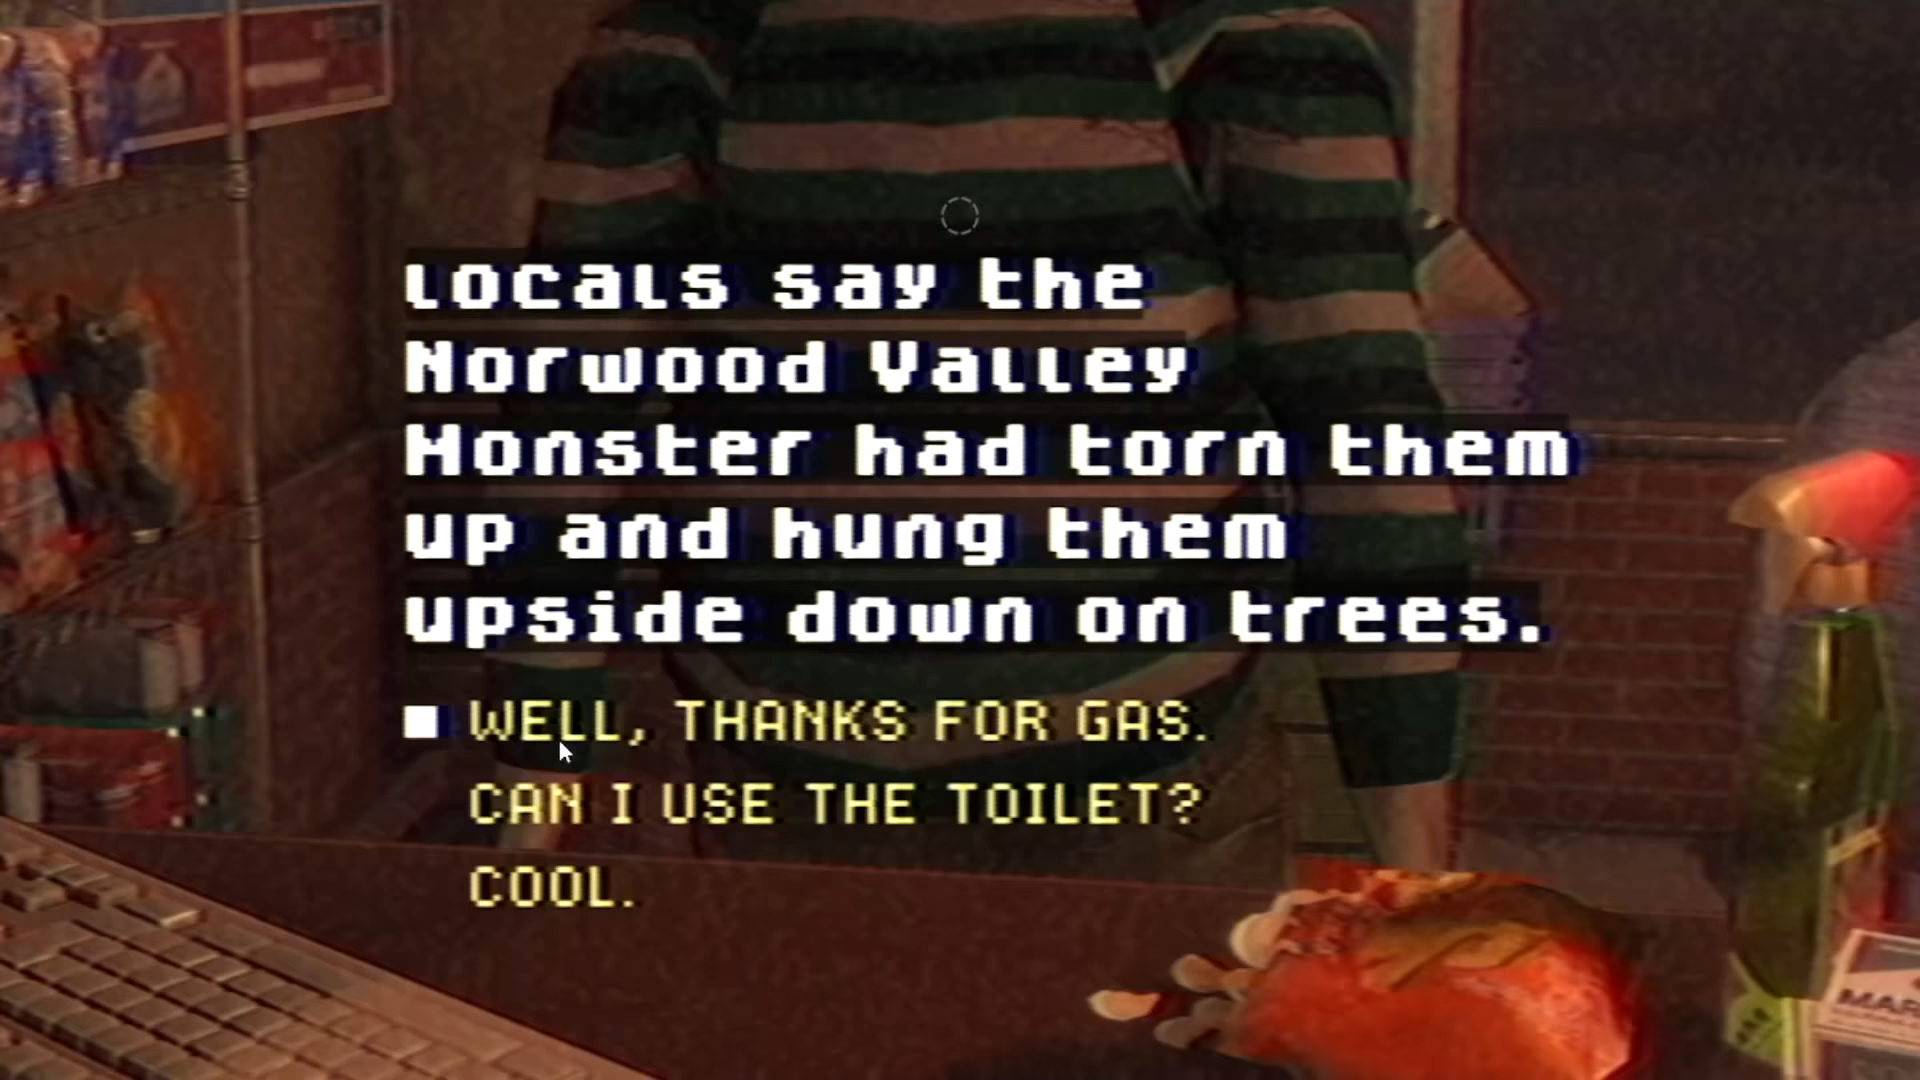 Locals say the
Norwood Valley
Monster had torn them
up and hung them
upside down on trees.
WELL, THANKS FOR GAS.
CAN I USE THE TOILET?
COOL.
MAR